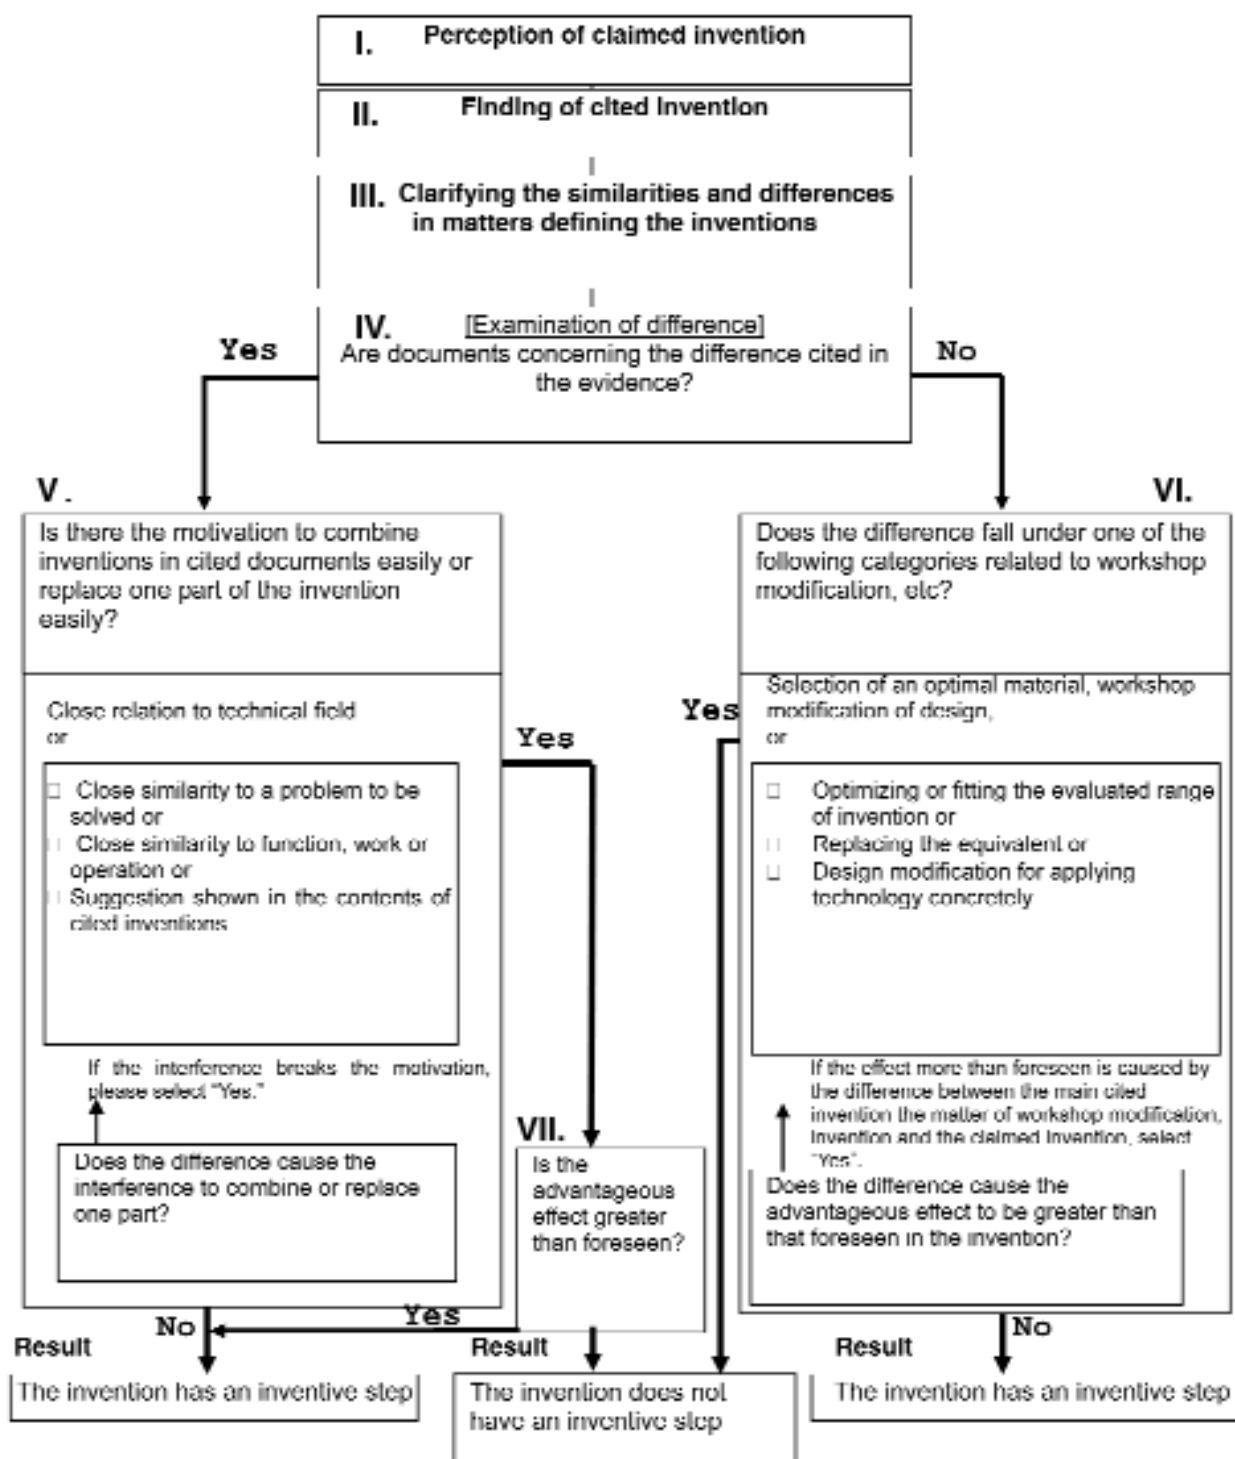 I. Perception of claimed invention
II. Finding of cited invention
III. Clarifying the similarities and differences
in matters defining the inventions
IV. [Examination of difference]
Are documents concerning the difference cited in
the evidence?
Yes
No
V.
Is there the motivation to combine
inventions in cited documents easily or
replace one part of the invention
easily?
Close relation to technical field
or
□ Close similarity to a problem to be
solved or
□ Close similarity to function, work or
operation or
□ Suggestion shown in the contents of
cited inventions
If the interference breaks the motivation,
please select "Yes."
Does the difference cause the
interference to combine or replace
one part?
Yes
VII.
Is the
advantageous
effect greater
than foreseen?
VI.
Does the difference fall under one of the
following categories related to workshop
modification, etc?
Yes
Selection of an optimal material, workshop
modification of design,
or
□ Optimizing or fitting the evaluated range
of invention or
□ Replacing the equivalent or
□ Design modification for applying
technology concretely
If the effect more than foreseen is caused by
the difference between the main cited
invention the matter of workshop modification,
invention and the claimed invention, select
"Yes".
Does the difference cause the
advantageous effect to be greater than
that foreseen in the invention?
No
Yes
No
Result
The invention has an inventive step
Result
The invention does not
have an inventive step
Result
The invention has an inventive step